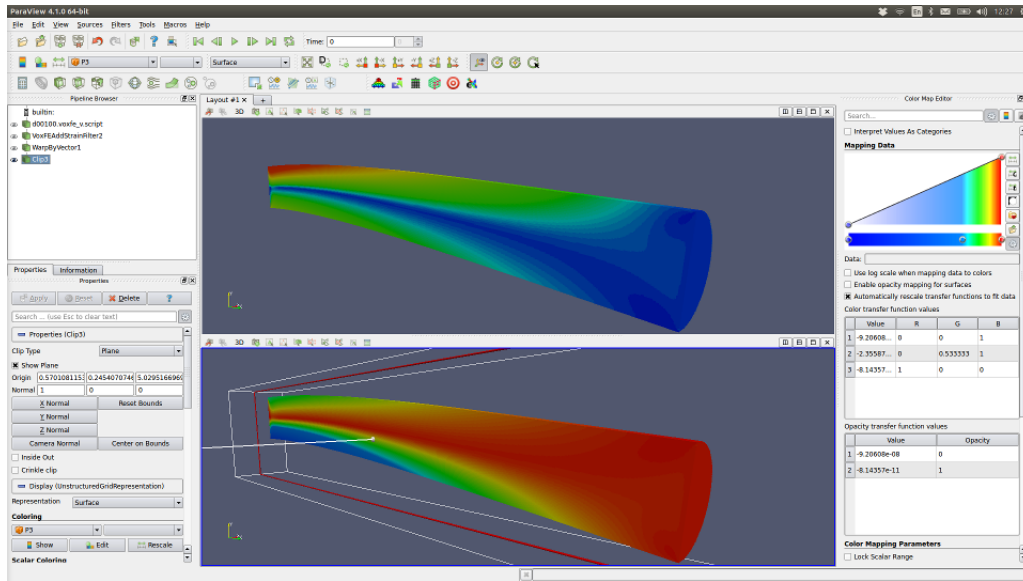 ParaView 4.1.0 64-bit
En
12:27
File Edit View Sources Filters Tools Macros Help
Time: 0
0
P3
Surface
Pipeline Browser
builtin:
d00100.voxfe_v.script
VoxFEAddStrainFilter2
WarpByVector1
Clip3
Layout #1 x +
3D
3D
Properties Information
Properties
Apply Reset Delete ?
Search ... (use Esc to clear text)
Properties (Clip3)
Clip Type Plane
Show Plane
Origin 0.5701081153 0.2454070746 5.0295166969
Normal 1 0 0
X Normal Reset Bounds
Y Normal
Z Normal
Camera Normal Center on Bounds
Inside Out
Crinkle clip
Display (UnstructuredGridRepresentation)
Representation Surface
Coloring
P3
Show Edit Rescale
Scalar Coloring
Color Map Editor
Search...
Interpret Values As Categories
Mapping Data
Data:
Use log scale when mapping data to colors
Enable opacity mapping for surfaces
Automatically rescale transfer functions to fit data
Color transfer function values
Value R G B
1 -9.20608... 0 0 1
2 -2.35587... 0 0.533333 1
3 -8.14357... 1 0 0
Opacity transfer function values
Value Opacity
1 -9.20608e-08 0
2 -8.14357e-11 1
Color Mapping Parameters
Lock Scalar Range